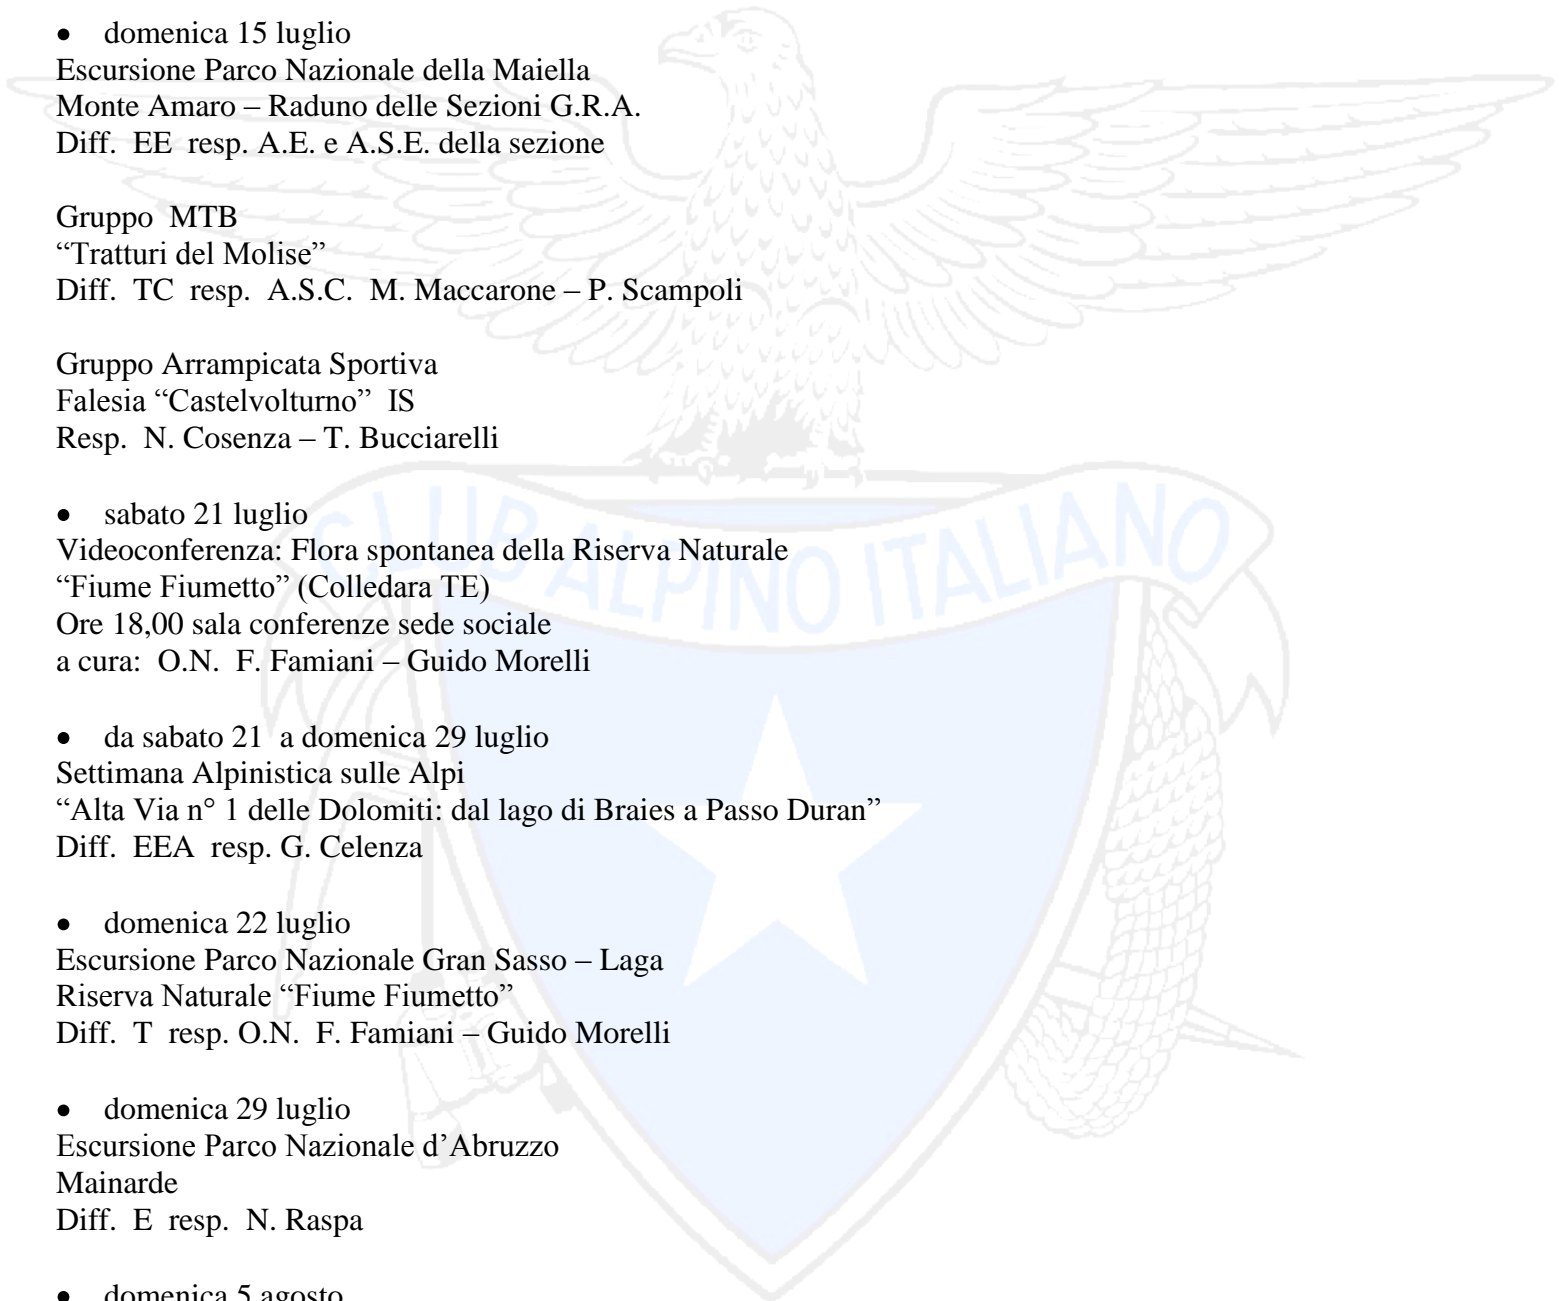 • domenica 15 luglio
Escursione Parco Nazionale della Maiella
Monte Amaro – Raduno delle Sezioni G.R.A.
Diff. EE resp. A.E. e A.S.E. della sezione
Gruppo MTB
“Tratturi del Molise”
Diff. TC resp. A.S.C. M. Maccarone – P. Scampoli
Gruppo Arrampicata Sportiva
Falesia “Castelvolturno” IS
Resp. N. Cosenza – T. Bucciarelli
CLUB ALPINO ITALIANO
• sabato 21 luglio
Videoconferenza: Flora spontanea della Riserva Naturale
“Fiume Fiumetto” (Colledara TE)
Ore 18,00 sala conferenze sede sociale
a cura: O.N. F. Famiani – Guido Morelli
• da sabato 21 a domenica 29 luglio
Settimana Alpinistica sulle Alpi
“Alta Via n° 1 delle Dolomiti: dal lago di Braies a Passo Duran”
Diff. EEA resp. G. Celenza
• domenica 22 luglio
Escursione Parco Nazionale Gran Sasso – Laga
Riserva Naturale “Fiume Fiumetto”
Diff. T resp. O.N. F. Famiani – Guido Morelli
• domenica 29 luglio
Escursione Parco Nazionale d’Abruzzo
Mainarde
Diff. E resp. N. Raspa
• domenica 5 agosto